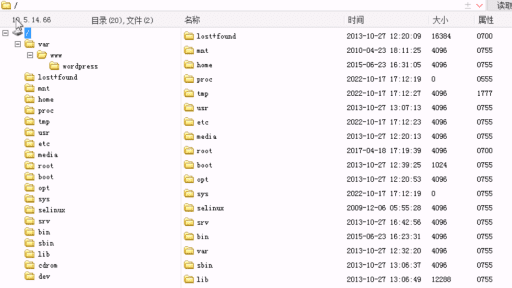 / 读取
10.5.14.66 目录(20),文件(2) 名称 时间 大小 属性
/
var
www
wordpress
lost+found
mnt
home
proc
tmp
usr
etc
media
root
boot
opt
sys
selinux
srv
bin
sbin
lib
cdrom
dev
lost+found 2013-10-27 12:20:09 16384 0700
mnt 2010-04-23 18:11:25 4096 0755
home 2015-06-23 16:31:05 4096 0755
proc 2022-10-17 17:12:19 0 0555
tmp 2022-10-17 17:12:27 4096 1777
usr 2013-10-27 13:07:13 4096 0755
etc 2022-10-17 17:12:23 4096 0755
media 2013-10-27 12:20:13 4096 0755
root 2017-04-18 17:19:39 4096 0700
boot 2013-10-27 12:39:25 1024 0755
opt 2013-10-27 12:20:53 4096 0755
sys 2022-10-17 17:12:19 0 0755
selinux 2009-12-06 05:55:28 4096 0755
srv 2013-10-27 16:42:56 4096 0755
bin 2015-06-23 16:23:31 4096 0755
var 2013-10-27 12:32:20 4096 0755
sbin 2013-10-27 13:06:37 4096 0755
lib 2013-10-27 13:06:49 12288 0755